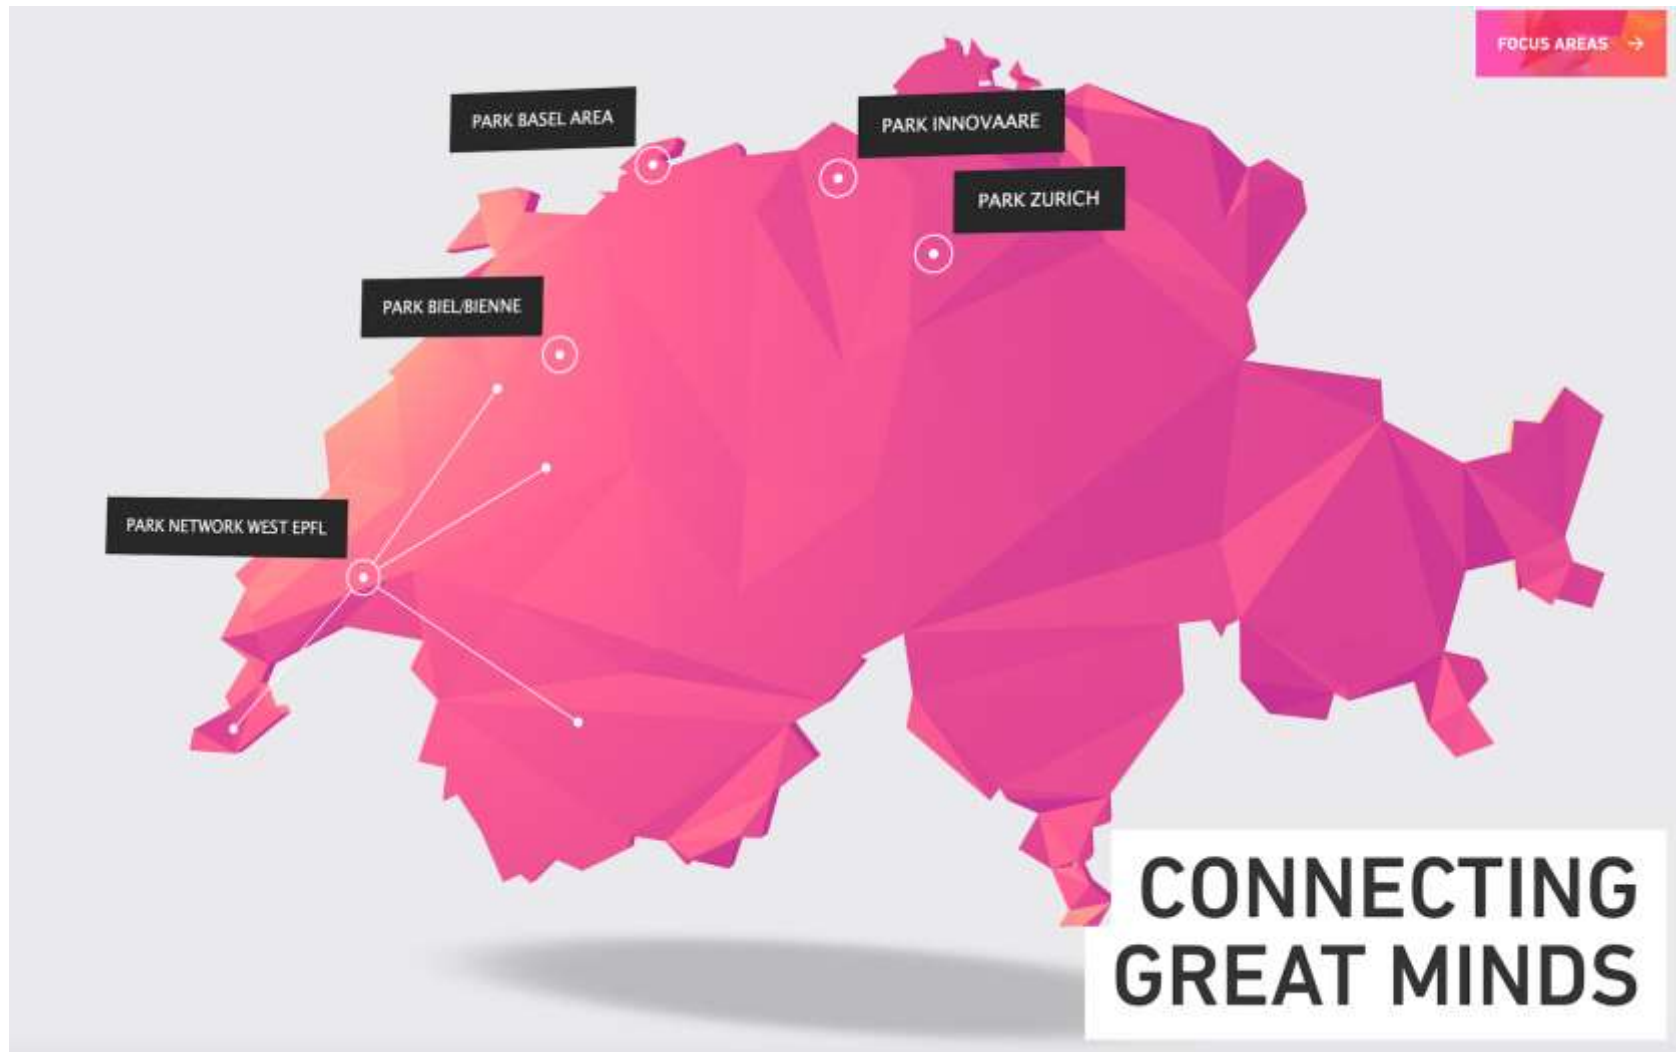 FOCUS AREAS →
PARK BASEL AREA
PARK INNOVAARE
PARK ZURICH
PARK BIEL/BIENNE
PARK NETWORK WEST EPFL
CONNECTING
GREAT MINDS